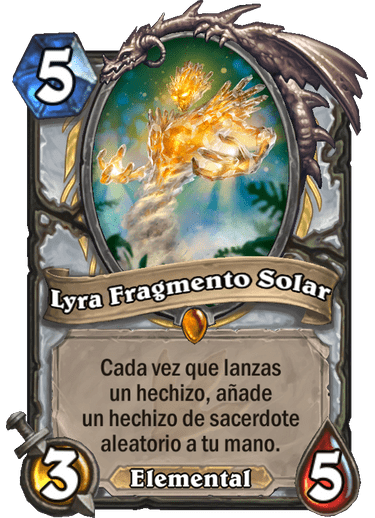 5
Lyra Fragmento Solar
Cada vez que lanzas
un hechizo, añade
un hechizo de sacerdote
aleatorio a tu mano.
3
Elemental
5